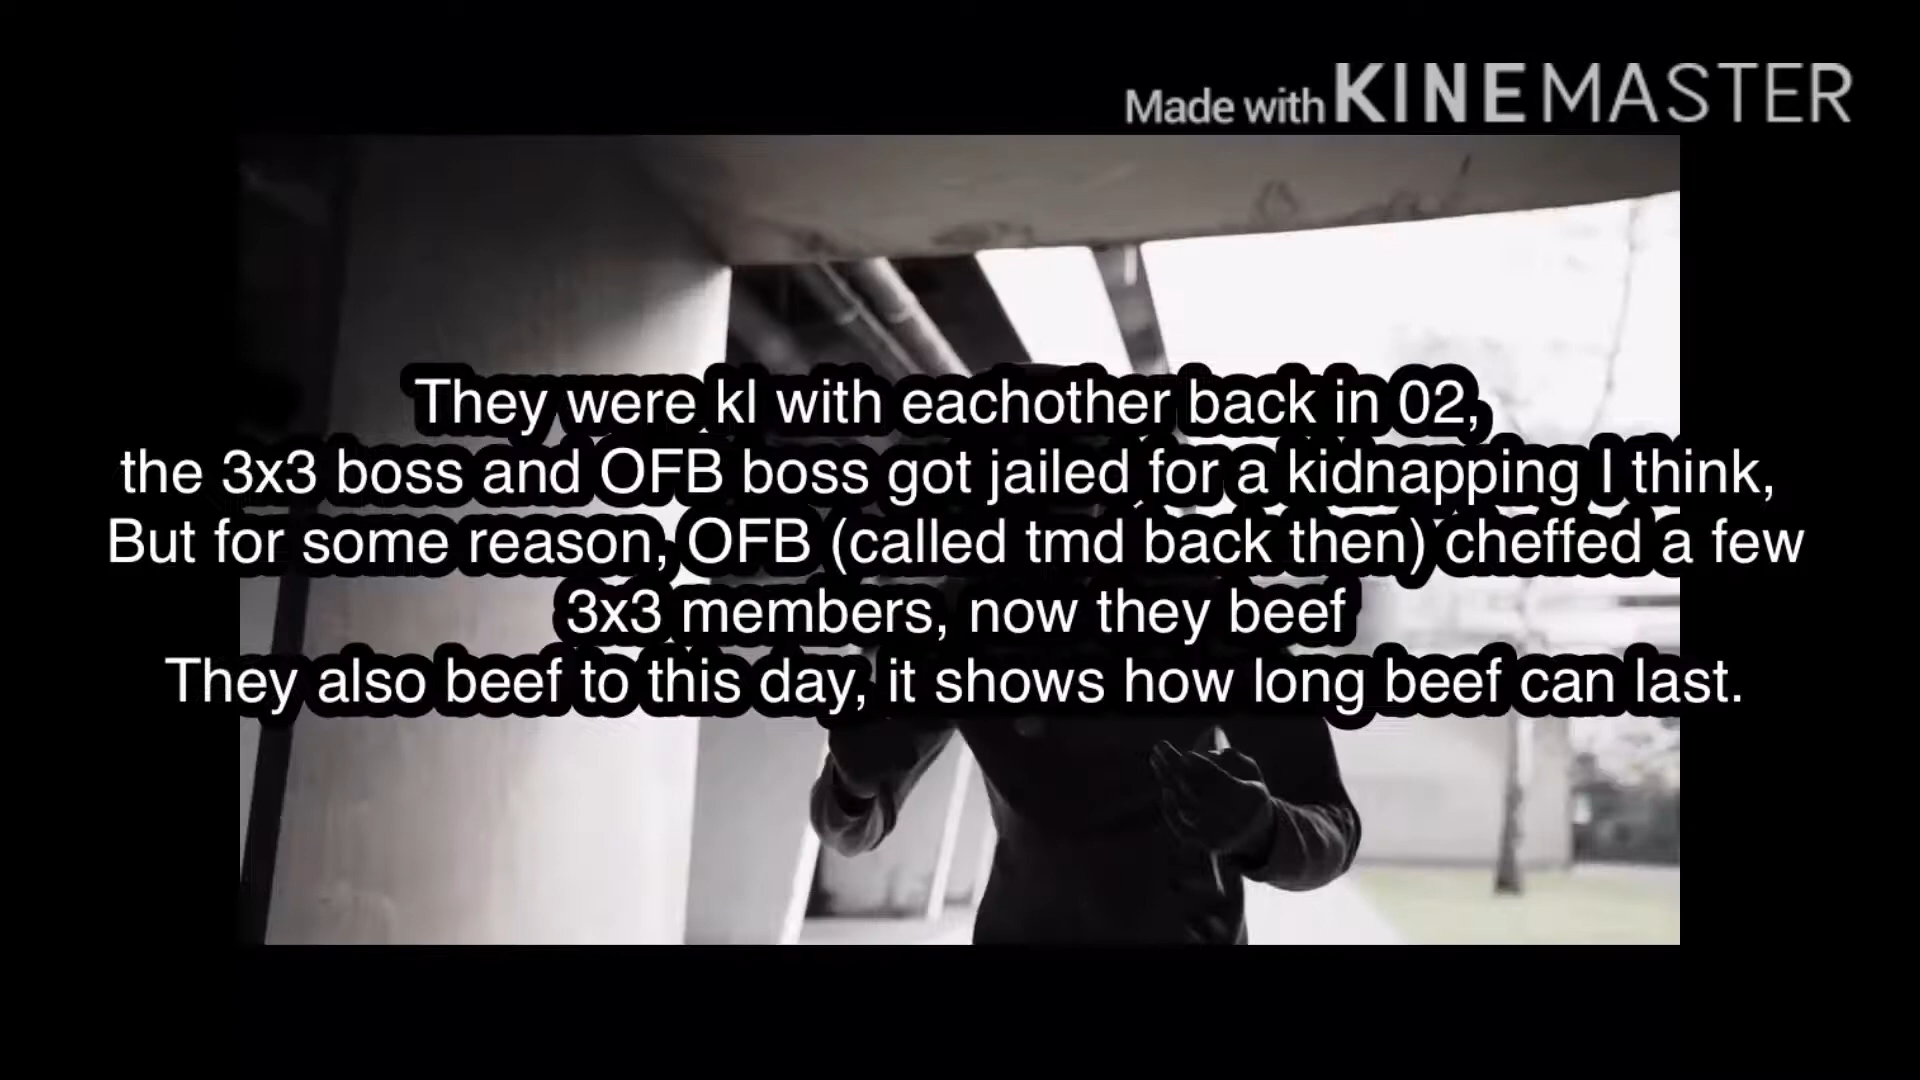 Made with KINEMASTER
They were kl with eachother back in 02,
the 3x3 boss and OFB boss got jailed for a kidnapping I think,
But for some reason, OFB (called tmd back then) cheffed a few
3x3 members, now they beef
They also beef to this day, it shows how long beef can last.